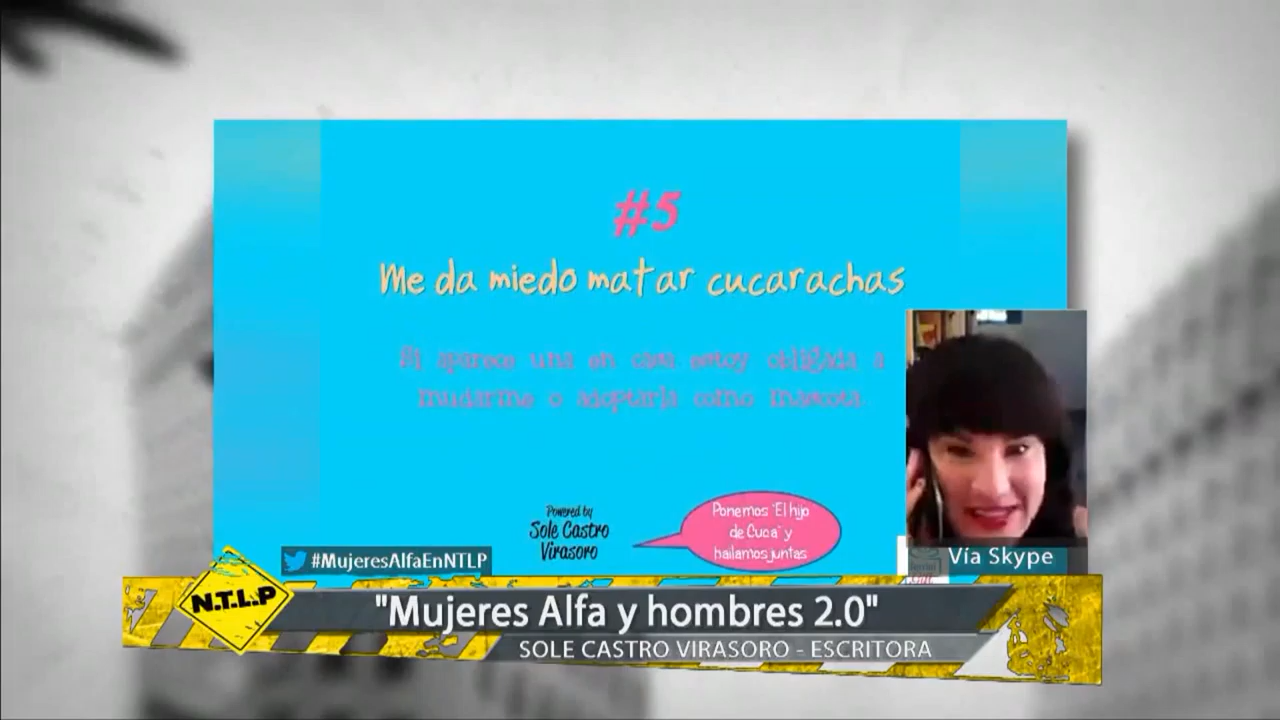 #5
Me da miedo matar cucarachas
Si aparece una en casa estoy obligada a
mudarme o adoptarla como mascota
Powered by
Sole Castro
Virasoro
Ponemos "El hijo
de Cuca" y
bailamos juntas
#MujeresAlfaEnNTLP
Vía Skype
N.T.L.P
"Mujeres Alfa y hombres 2.0"
SOLE CASTRO VIRASORO - ESCRITORA